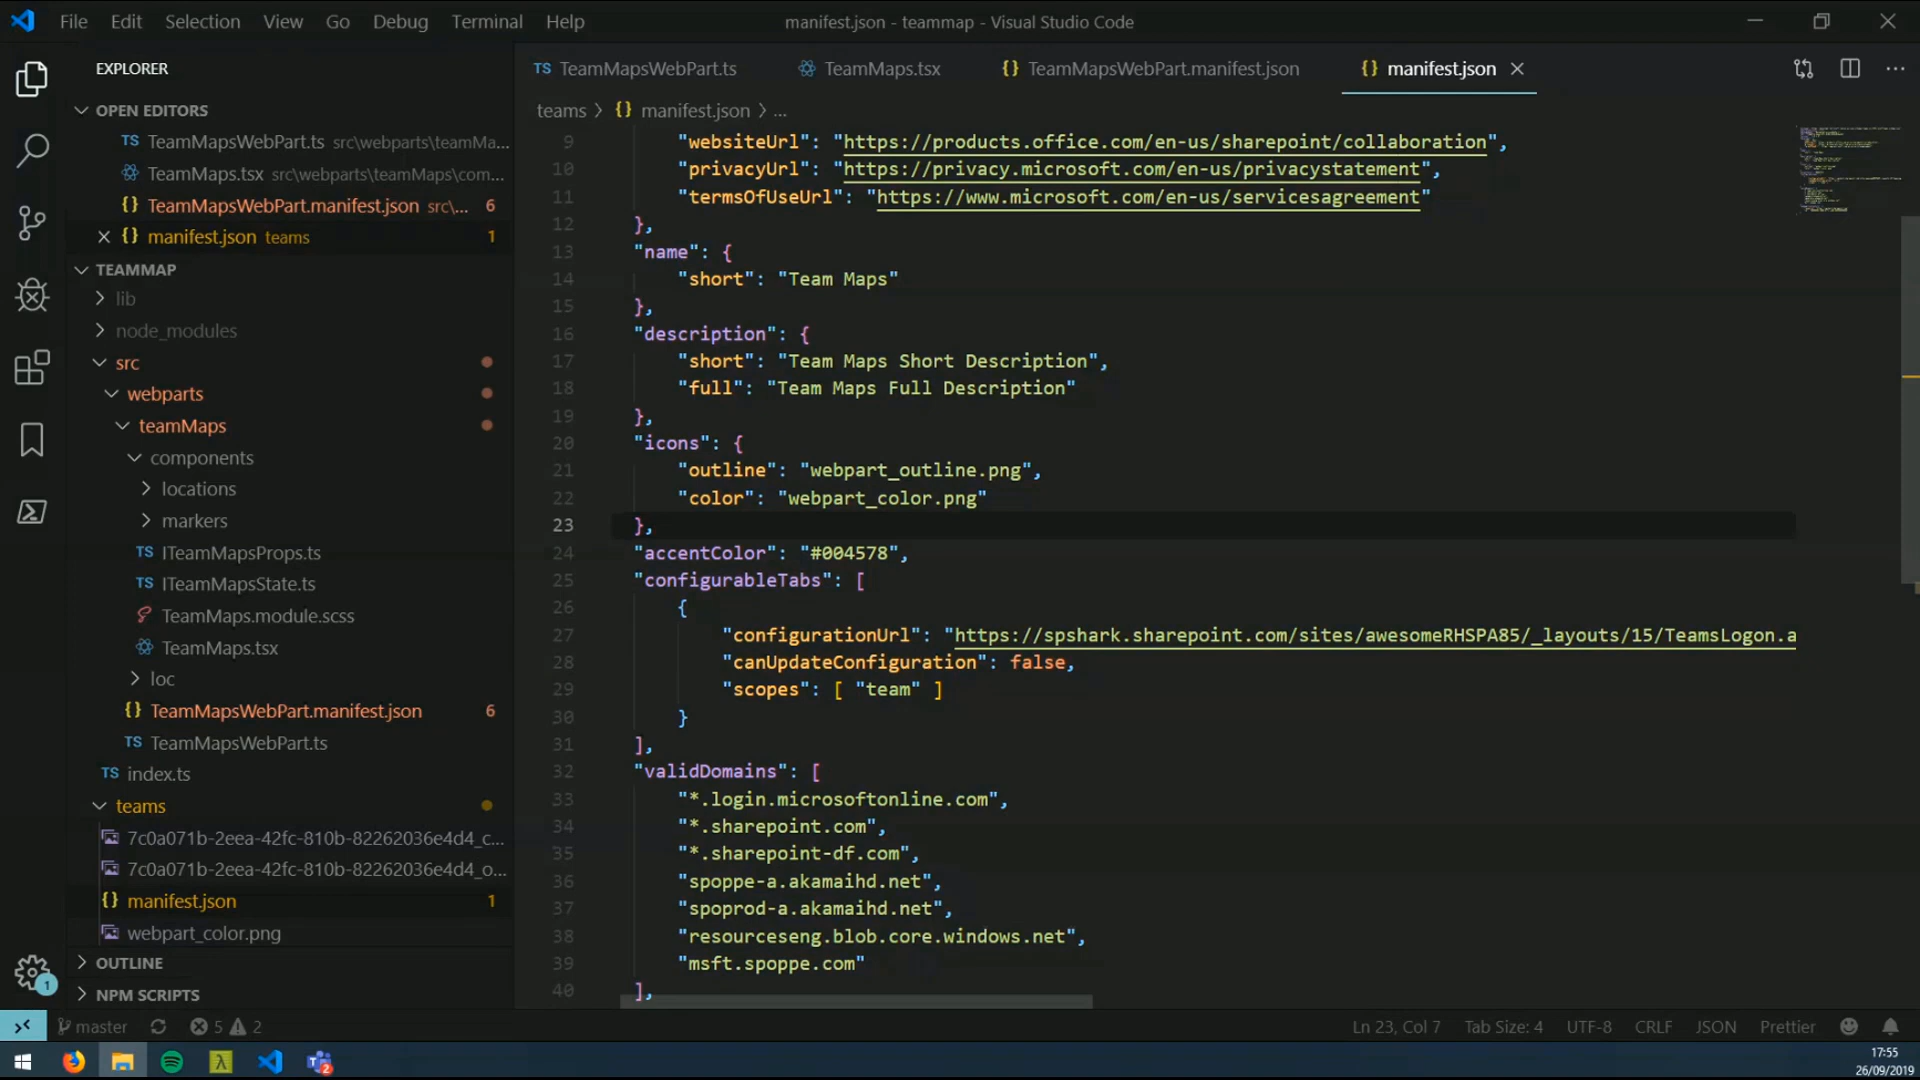 File Edit Selection View Go Debug Terminal Help
manifest.json - teammap - Visual Studio Code
EXPLORER
OPEN EDITORS
TS TeamMapsWebPart.ts src\webparts\teamMa...
TeamMaps.tsx src\webparts\teamMaps\com...
{} TeamMapsWebPart.manifest.json src\... 6
{} manifest.json teams 1
TEAMMAP
lib
node_modules
src
webparts
teamMaps
components
locations
markers
TS ITeamMapsProps.ts
TS ITeamMapsState.ts
TeamMaps.module.scss
TeamMaps.tsx
loc
{} TeamMapsWebPart.manifest.json 6
TS TeamMapsWebPart.ts
TS index.ts
teams
7c0a071b-2eea-42fc-810b-82262036e4d4_c...
7c0a071b-2eea-42fc-810b-82262036e4d4_o...
{} manifest.json 1
webpart_color.png
OUTLINE
NPM SCRIPTS
1
TS TeamMapsWebPart.ts TeamMaps.tsx {} TeamMapsWebPart.manifest.json {} manifest.json
teams > {} manifest.json > ...
9 "websiteUrl": "https://products.office.com/en-us/sharepoint/collaboration",
10 "privacyUrl": "https://privacy.microsoft.com/en-us/privacystatement",
11 "termsOfUseUrl": "https://www.microsoft.com/en-us/servicesagreement"
12 },
13 "name": {
14 "short": "Team Maps"
15 },
16 "description": {
17 "short": "Team Maps Short Description",
18 "full": "Team Maps Full Description"
19 },
20 "icons": {
21 "outline": "webpart_outline.png",
22 "color": "webpart_color.png"
23 },
24 "accentColor": "#004578",
25 "configurableTabs": [
26 {
27 "configurationUrl": "https://spshark.sharepoint.com/sites/awesomeRHSPA85/_layouts/15/TeamsLogon.a
28 "canUpdateConfiguration": false,
29 "scopes": [ "team" ]
30 }
31 ],
32 "validDomains": [
33 "*.login.microsoftonline.com",
34 "*.sharepoint.com",
35 "*.sharepoint-df.com",
36 "spoppe-a.akamaihd.net",
37 "spoprod-a.akamaihd.net",
38 "resourceseng.blob.core.windows.net",
39 "msft.spoppe.com"
40 ],
master 5 2
Ln 23, Col 7 Tab Size: 4 UTF-8 CRLF JSON Prettier
2
17:55
26/09/2019